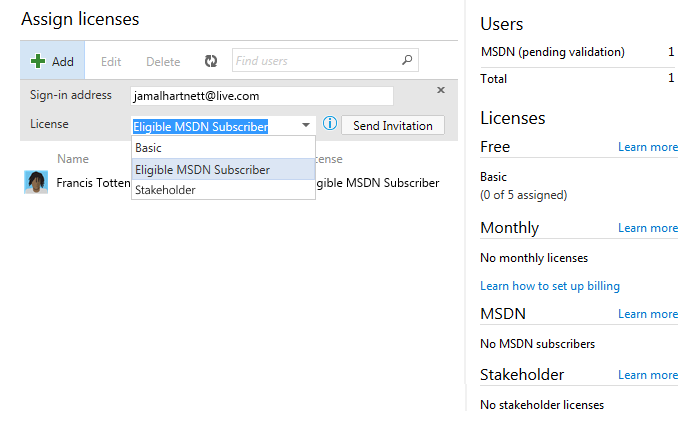 Assign licenses
Add Edit Delete Find users
Sign-in address jamalhartnett@live.com
License Eligible MSDN Subscriber Send Invitation
Basic
Eligible MSDN Subscriber
Stakeholder
Name cense
Francis Totten gible MSDN Subscriber
Users
MSDN (pending validation) 1
Total 1
Licenses
Free Learn more
Basic
(0 of 5 assigned)
Monthly Learn more
No monthly licenses
Learn how to set up billing
MSDN Learn more
No MSDN subscribers
Stakeholder Learn more
No stakeholder licenses